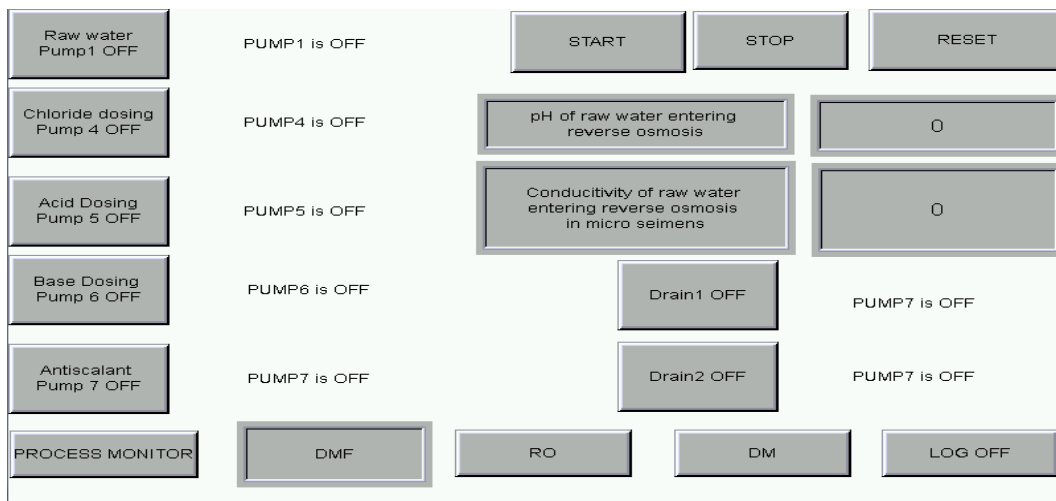 Raw water
Pump1 OFF
PUMP1 is OFF
START
STOP
RESET
Chloride dosing
Pump 4 OFF
PUMP4 is OFF
pH of raw water entering
reverse osmosis
0
Acid Dosing
Pump 5 OFF
PUMP5 is OFF
Conducitivity of raw water
entering reverse osmosis
in micro seimens
0
Base Dosing
Pump 6 OFF
PUMP6 is OFF
Drain1 OFF
PUMP7 is OFF
Antiscalant
Pump 7 OFF
PUMP7 is OFF
Drain2 OFF
PUMP7 is OFF
PROCESS MONITOR
DMF
RO
DM
LOG OFF